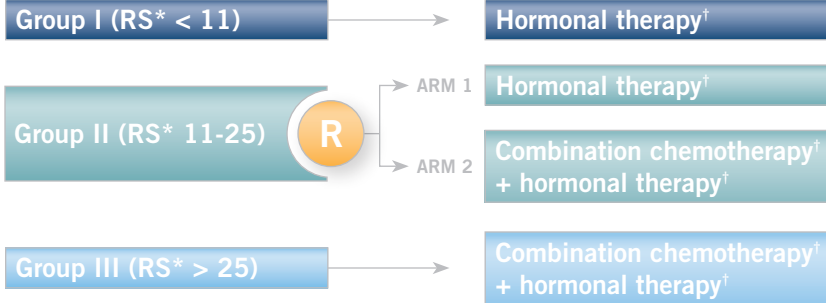 Group I (RS* < 11)
Hormonal therapy†
Group II (RS* 11-25)
R
ARM 1
Hormonal therapy†
ARM 2
Combination chemotherapy†
+ hormonal therapy†
Group III (RS* > 25)
Combination chemotherapy†
+ hormonal therapy†